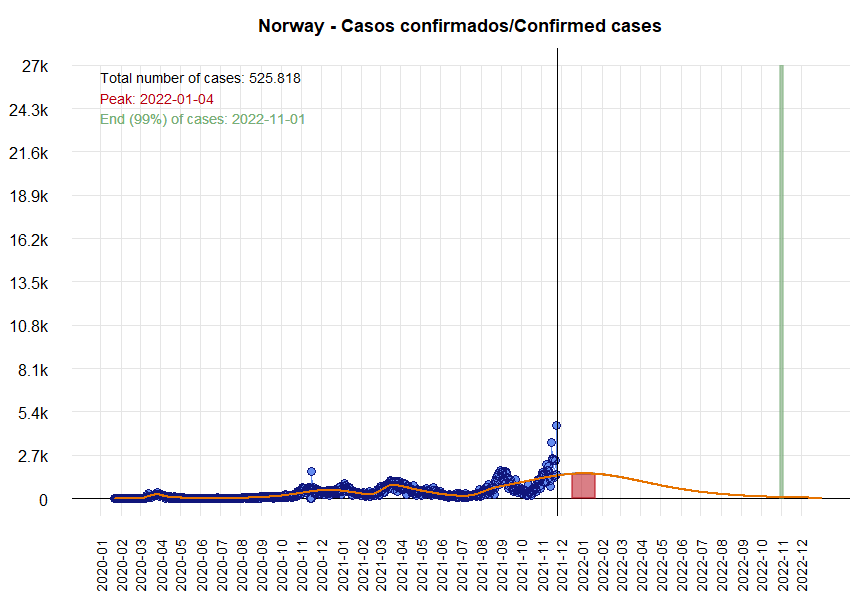 Norway - Casos confirmados/Confirmed cases
27k
24.3k
21.6k
18.9k
16.2k
13.5k
10.8k
8.1k
5.4k
2.7k
0
Total number of cases: 525.818
Peak: 2022-01-04
End (99%) of cases: 2022-11-01
2020-01
2020-02
2020-03
2020-04
2020-05
2020-06
2020-07
2020-08
2020-09
2020-10
2020-11
2020-12
2021-01
2021-02
2021-03
2021-04
2021-05
2021-06
2021-07
2021-08
2021-09
2021-10
2021-11
2021-12
2022-01
2022-02
2022-03
2022-04
2022-05
2022-06
2022-07
2022-08
2022-09
2022-10
2022-11
2022-12